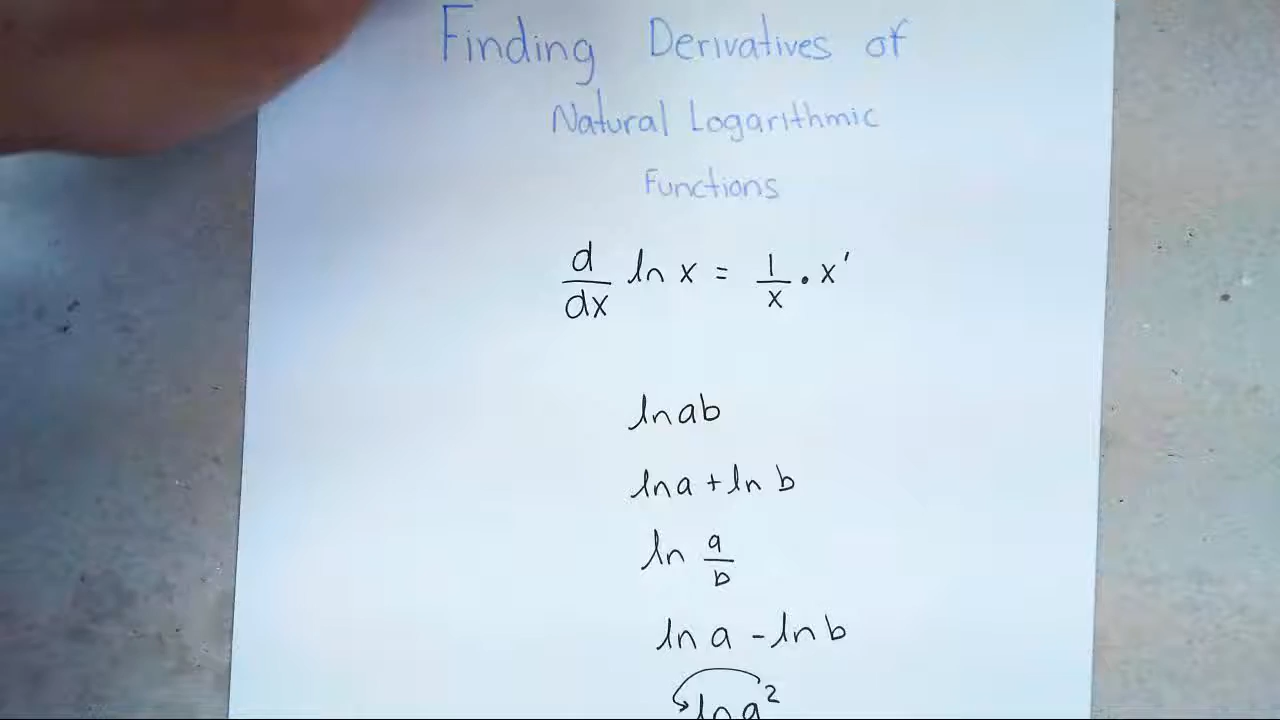 Finding Derivatives of
Natural Logarithmic
Functions
d/dx ln x = 1/x · x'
ln ab
ln a + ln b
ln a/b
ln a - ln b
ln a²